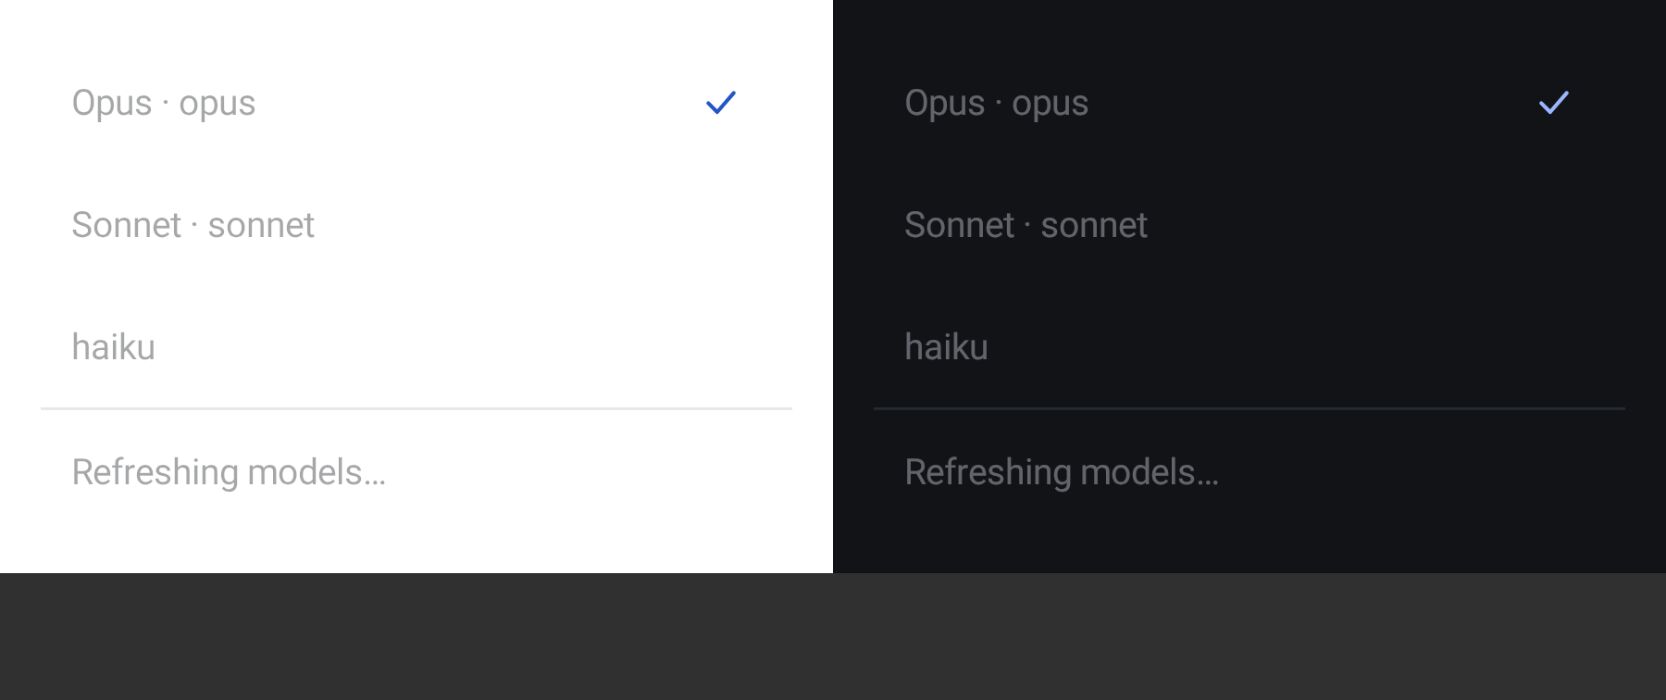 Opus · opus
Sonnet · sonnet
haiku
Refreshing models...
Opus · opus
Sonnet · sonnet
haiku
Refreshing models...